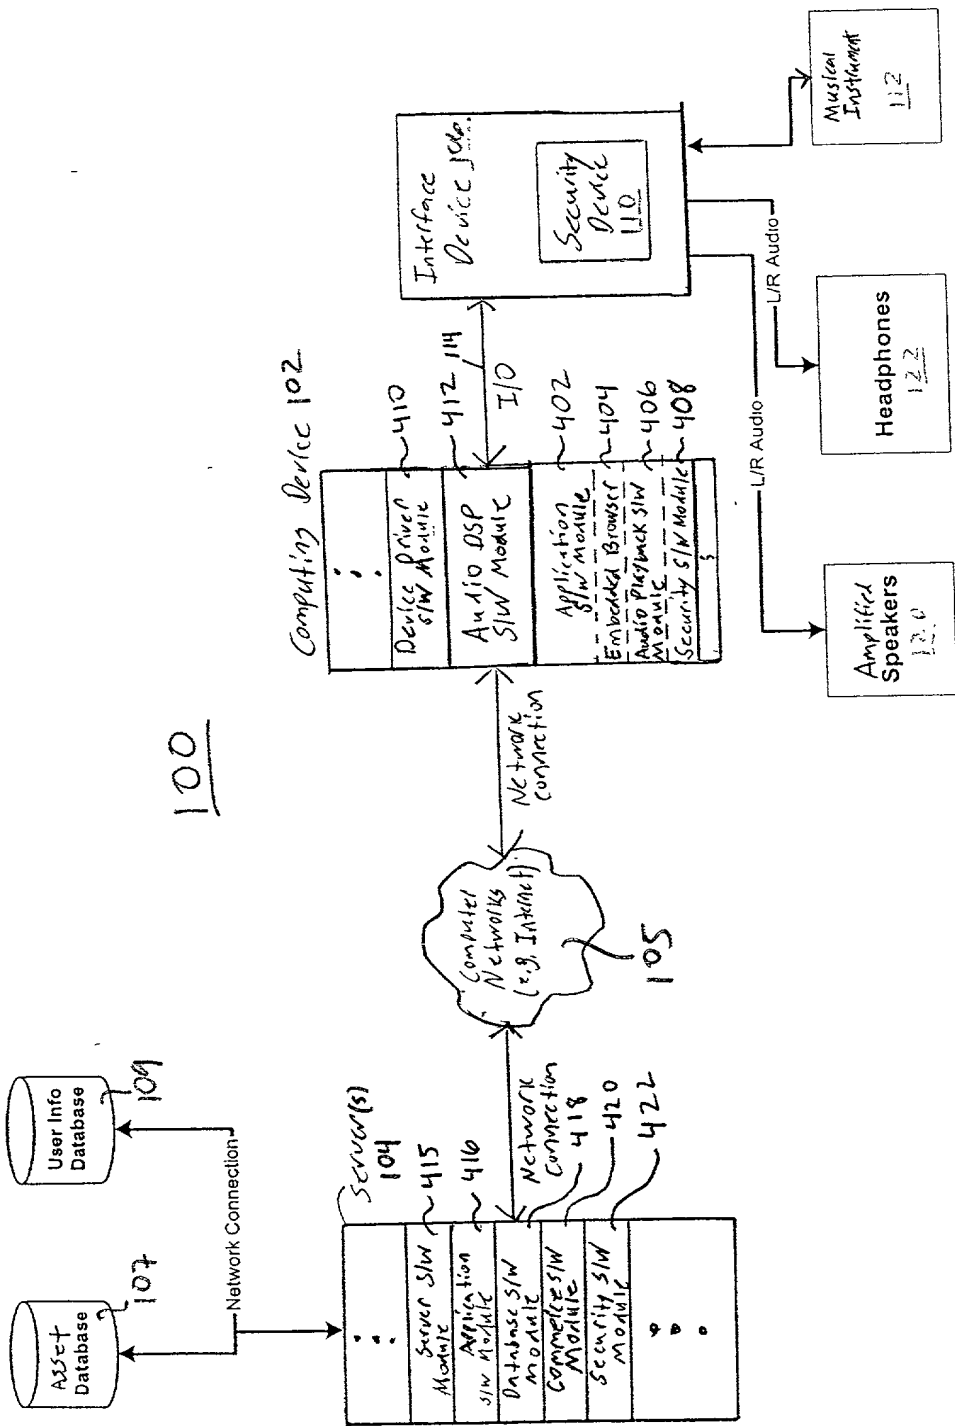 100
Asset
Database
107
User Info
Database
109
Network Connection
Server(s)
104
Server S/W
Module
415
Application
S/W Module
416
Database S/W
Module
418
Commerce S/W
Module
420
Security S/W
Module
422
Network
Connection
Computer
Networks
(e.g. Internet)
105
Network
Connection
Computing Device 102
Device Driver
S/W Module
410
Audio DSP
S/W Module
412
Application
S/W Module
402
Embedded Browser
404
Audio Playback S/W
Module
406
Security S/W Module
408
114
I/O
Interface
Device 106
Security
Device
110
L/R Audio
L/R Audio
Amplified
Speakers
120
Headphones
122
Musical
Instrument
112